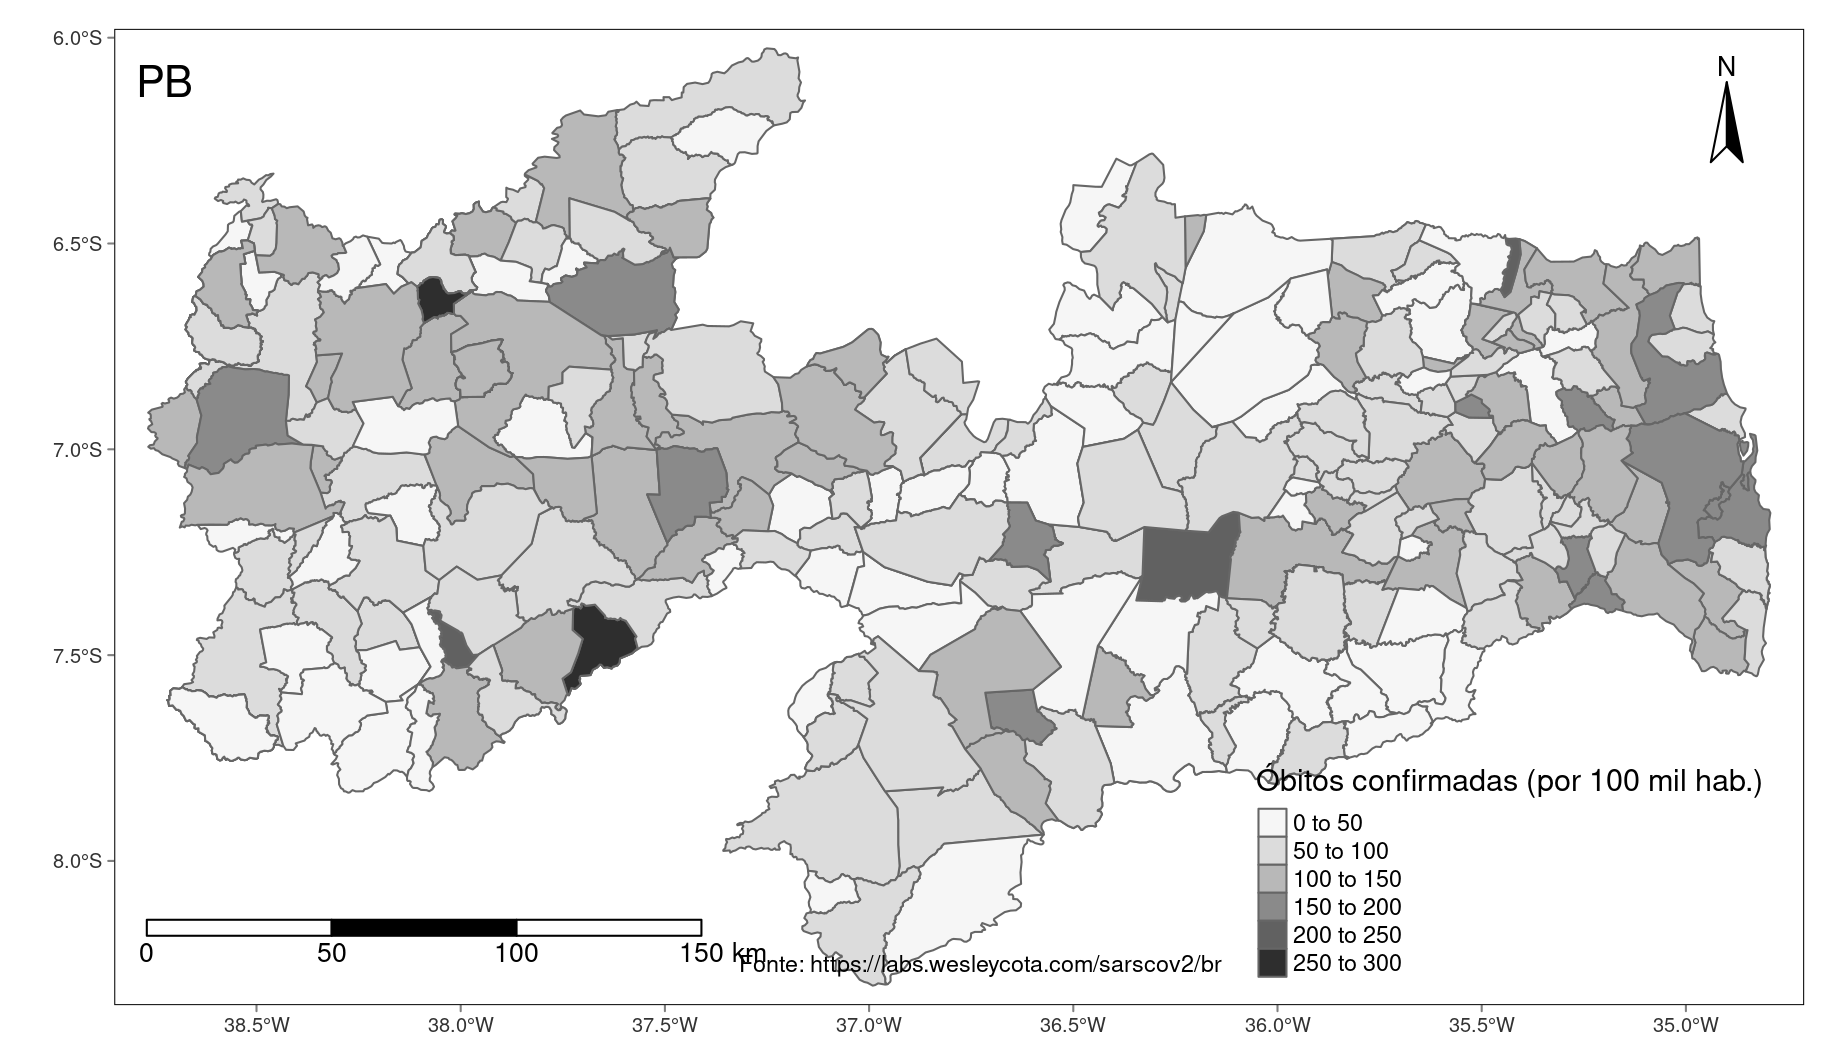 6.0°S
PB
N
6.5°S
7.0°S
7.5°S
8.0°S
Óbitos confirmadas (por 100 mil hab.)
0 to 50
50 to 100
100 to 150
150 to 200
200 to 250
250 to 300
0 50 100 150 km
Fonte: https://labs.wesleycota.com/sarscov2/br
38.5°W 38.0°W 37.5°W 37.0°W 36.5°W 36.0°W 35.5°W 35.0°W